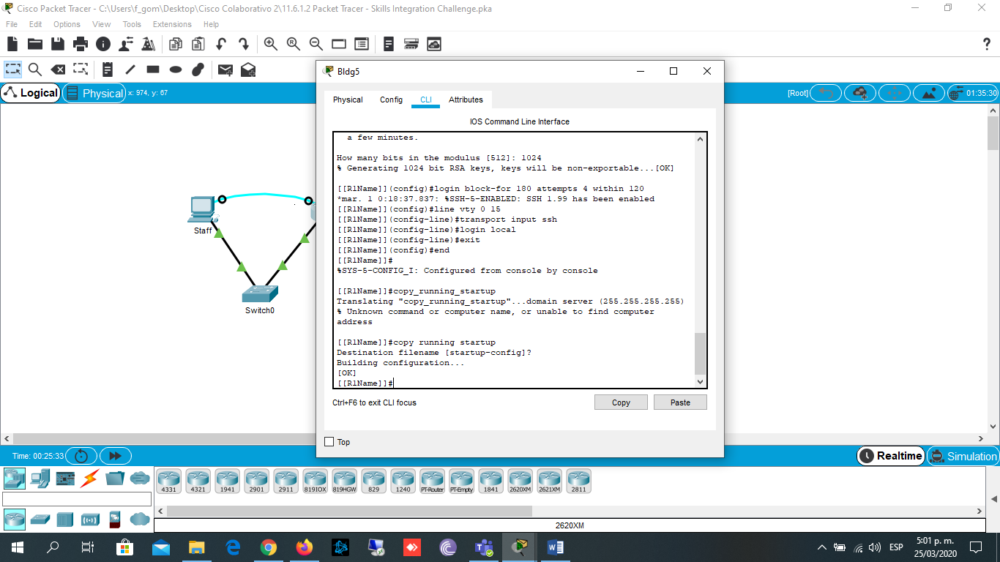 Cisco Packet Tracer - C:\Users\f_gom\Desktop\Cisco Colaborativo 2\11.6.1.2 Packet Tracer - Skills Integration Challenge.pka
File Edit Options View Tools Extensions Help
Logical Physical x: 974, y: 67 [Root] 01:35:30
Staff
Switch0
Bldg5
Physical Config CLI Attributes
IOS Command Line Interface
a few minutes.
How many bits in the modulus [512]: 1024
% Generating 1024 bit RSA keys, keys will be non-exportable...[OK]
[[R1Name]](config)#login block-for 180 attempts 4 within 120
*mar. 1 0:18:37.837: %SSH-5-ENABLED: SSH 1.99 has been enabled
[[R1Name]](config)#line vty 0 15
[[R1Name]](config-line)#transport input ssh
[[R1Name]](config-line)#login local
[[R1Name]](config-line)#exit
[[R1Name]](config)#end
[[R1Name]]#
%SYS-5-CONFIG_I: Configured from console by console
[[R1Name]]#copy_running_startup
Translating "copy_running_startup"...domain server (255.255.255.255)
% Unknown command or computer name, or unable to find computer
address
[[R1Name]]#copy running startup
Destination filename [startup-config]?
Building configuration...
[OK]
[[R1Name]]#
Ctrl+F6 to exit CLI focus Copy Paste
Top
Time: 00:25:33 Realtime Simulation
4331 4321 1941 2901 2911 819IOX 819HGW 829 1240 PT-Router PT-Empty 1841 2620XM 2621XM 2811
2620XM
ESP
5:01 p. m.
25/03/2020